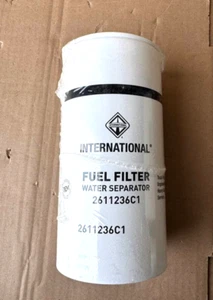 INTERNATIONAL®
FUEL FILTER
WATER SEPARATOR
2611236C1
2611236C1